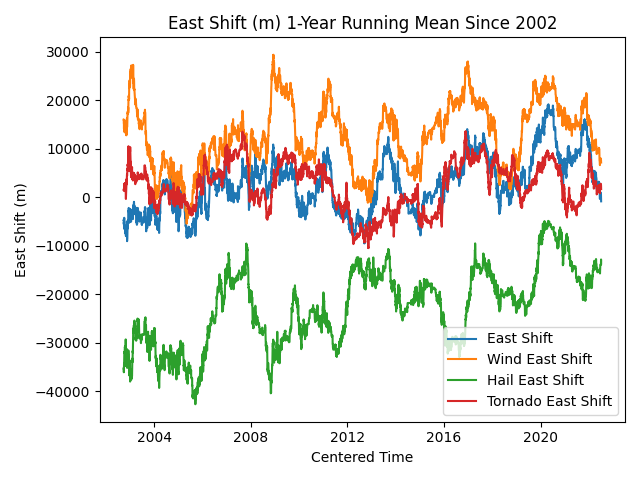 East Shift (m) 1-Year Running Mean Since 2002
East Shift (m)
30000
20000
10000
0
−10000
−20000
−30000
−40000
2004 2008 2012 2016 2020
Centered Time
East Shift
Wind East Shift
Hail East Shift
Tornado East Shift